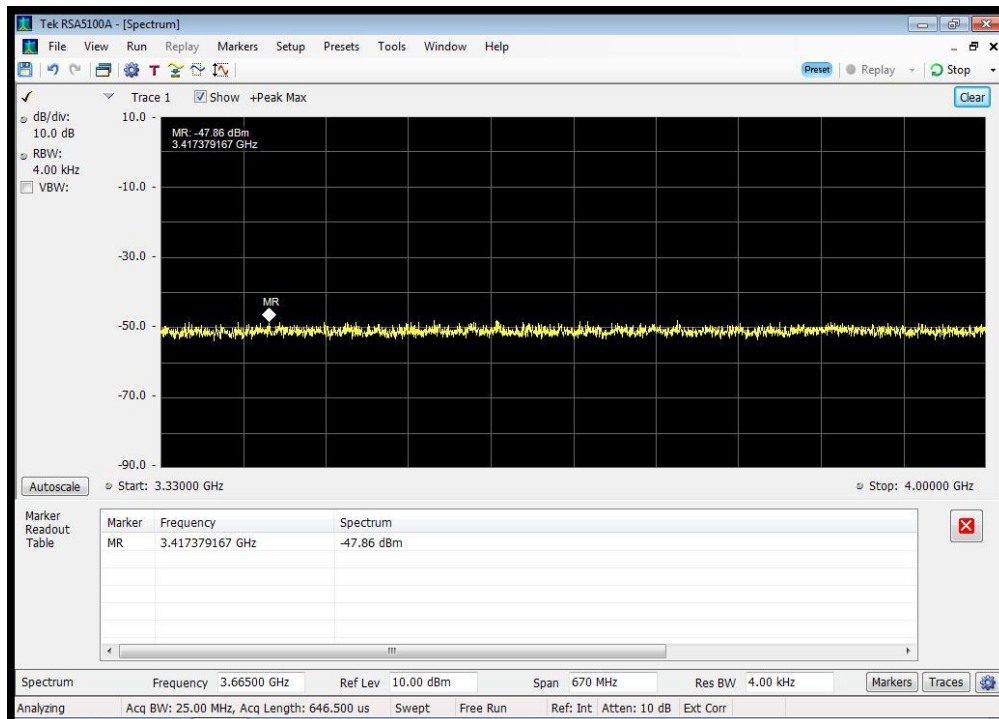 Tek RSA5100A - [Spectrum]
File View Run Replay Markers Setup Presets Tools Window Help
T Preset Replay Stop
Trace 1 Show +Peak Max Clear
dB/div:
10.0 dB
RBW:
4.00 kHz
VBW:
10.0 -
-10.0 -
-30.0 -
-50.0 -
-70.0 -
-90.0 -
MR: -47.86 dBm
3.417379167 GHz
MR
Autoscale Start: 3.33000 GHz Stop: 4.00000 GHz
Marker
Readout
Table
Marker Frequency Spectrum
MR 3.417379167 GHz -47.86 dBm
Spectrum Frequency 3.66500 GHz Ref Lev 10.00 dBm Span 670 MHz Res BW 4.00 kHz Markers Traces
Analyzing Acq BW: 25.00 MHz, Acq Length: 646.500 us Swept Free Run Ref: Int Atten: 10 dB Ext Corr